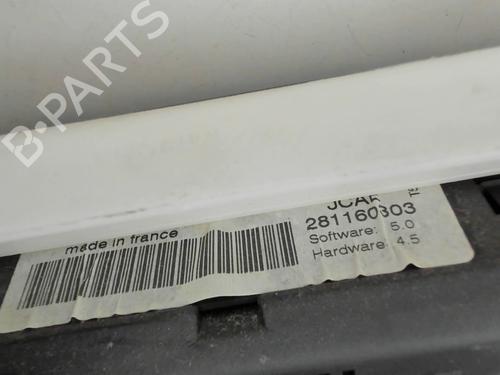 B-PARTS
JCAR
281160303
Software: 5.0
Hardware 4.5
made in france